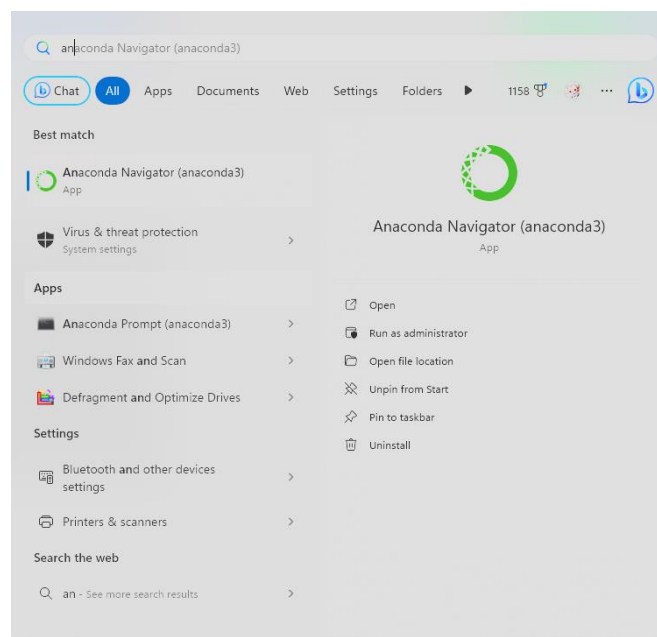 anaconda Navigator (anaconda3)
Chat All Apps Documents Web Settings Folders 1158 ...
Best match
Anaconda Navigator (anaconda3)
App
Virus & threat protection
System settings
Apps
Anaconda Prompt (anaconda3)
Windows Fax and Scan
Defragment and Optimize Drives
Settings
Bluetooth and other devices
settings
Printers & scanners
Search the web
an - See more search results
Anaconda Navigator (anaconda3)
App
Open
Run as administrator
Open file location
Unpin from Start
Pin to taskbar
Uninstall